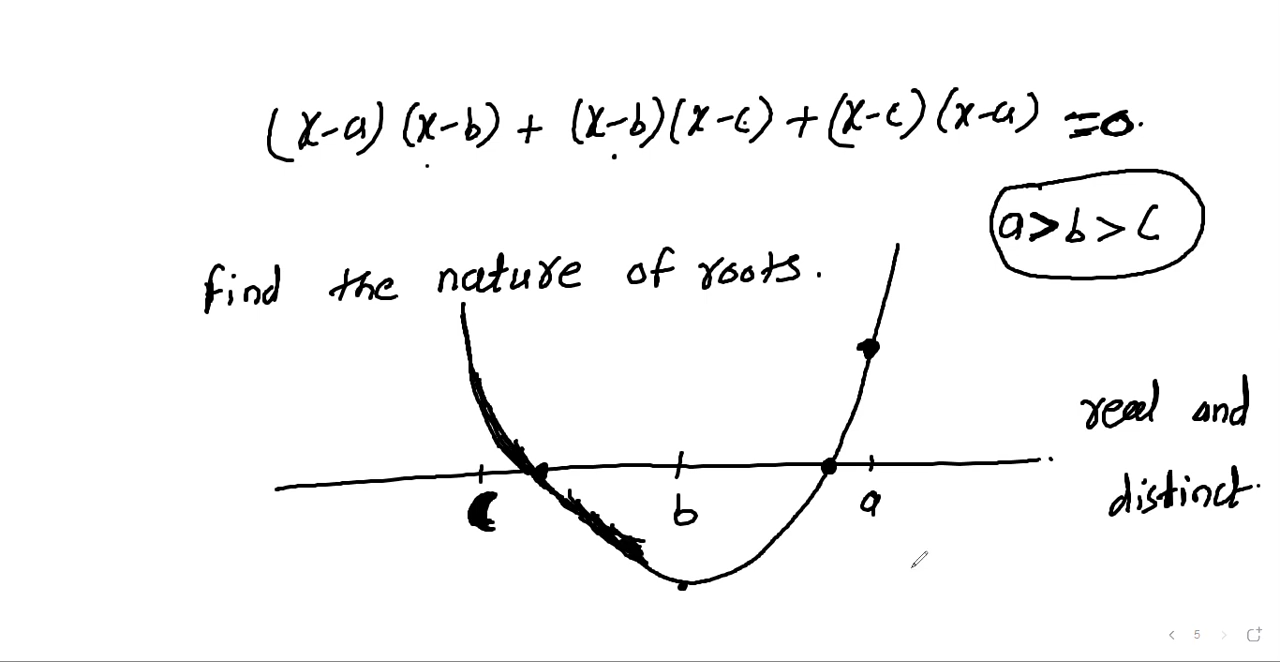 (x-a)(x-b) + (x-b)(x-c) + (x-c)(x-a) = 0.
a > b > c
find the nature of roots.
real and
distinct.
c b a
5